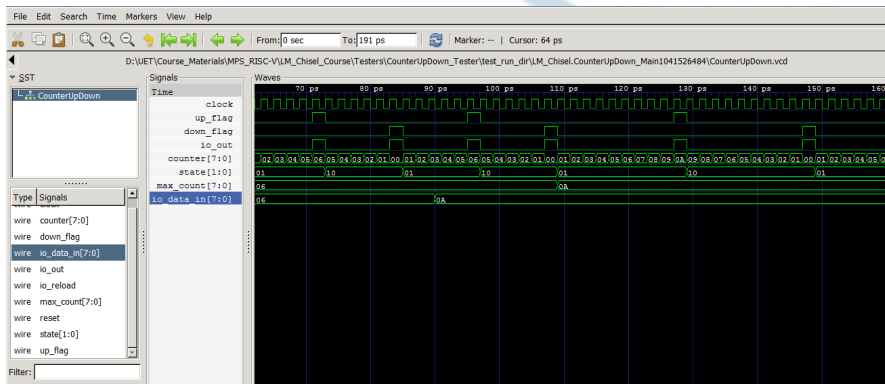 File Edit Search Time Markers View Help
From: 0 sec To: 191 ps Marker: -- | Cursor: 64 ps
D:\UET\Course_Materials\MPS_RISC-V\LM_Chisel_Course\Testers\CounterUpDown_Tester\test_run_dir\LM_Chisel.CounterUpDown_Main1041526484\CounterUpDown.vcd
SST
CounterUpDown
Type Signals
wire counter[7:0]
wire down_flag
wire io_data_in[7:0]
wire io_out
wire io_reload
wire max_count[7:0]
wire reset
wire state[1:0]
wire up_flag
Filter:
Signals
Time
clock
up_flag
down_flag
io_out
counter[7:0]
state[1:0]
max_count[7:0]
io_data_in[7:0]
Waves
70 ps 80 ps 90 ps 100 ps 110 ps 120 ps 130 ps 140 ps 150 ps 160
02 03 04 05 06 05 04 03 02 01 00 01 02 03 04 05 06 05 04 03 02 01 00 01 02 03 04 05 06 07 08 09 0A 09 08 07 06 05 04 03 02 01 00 01 02 03 04 05
01 10 01 10 01 10 01
06 0A
06 0A